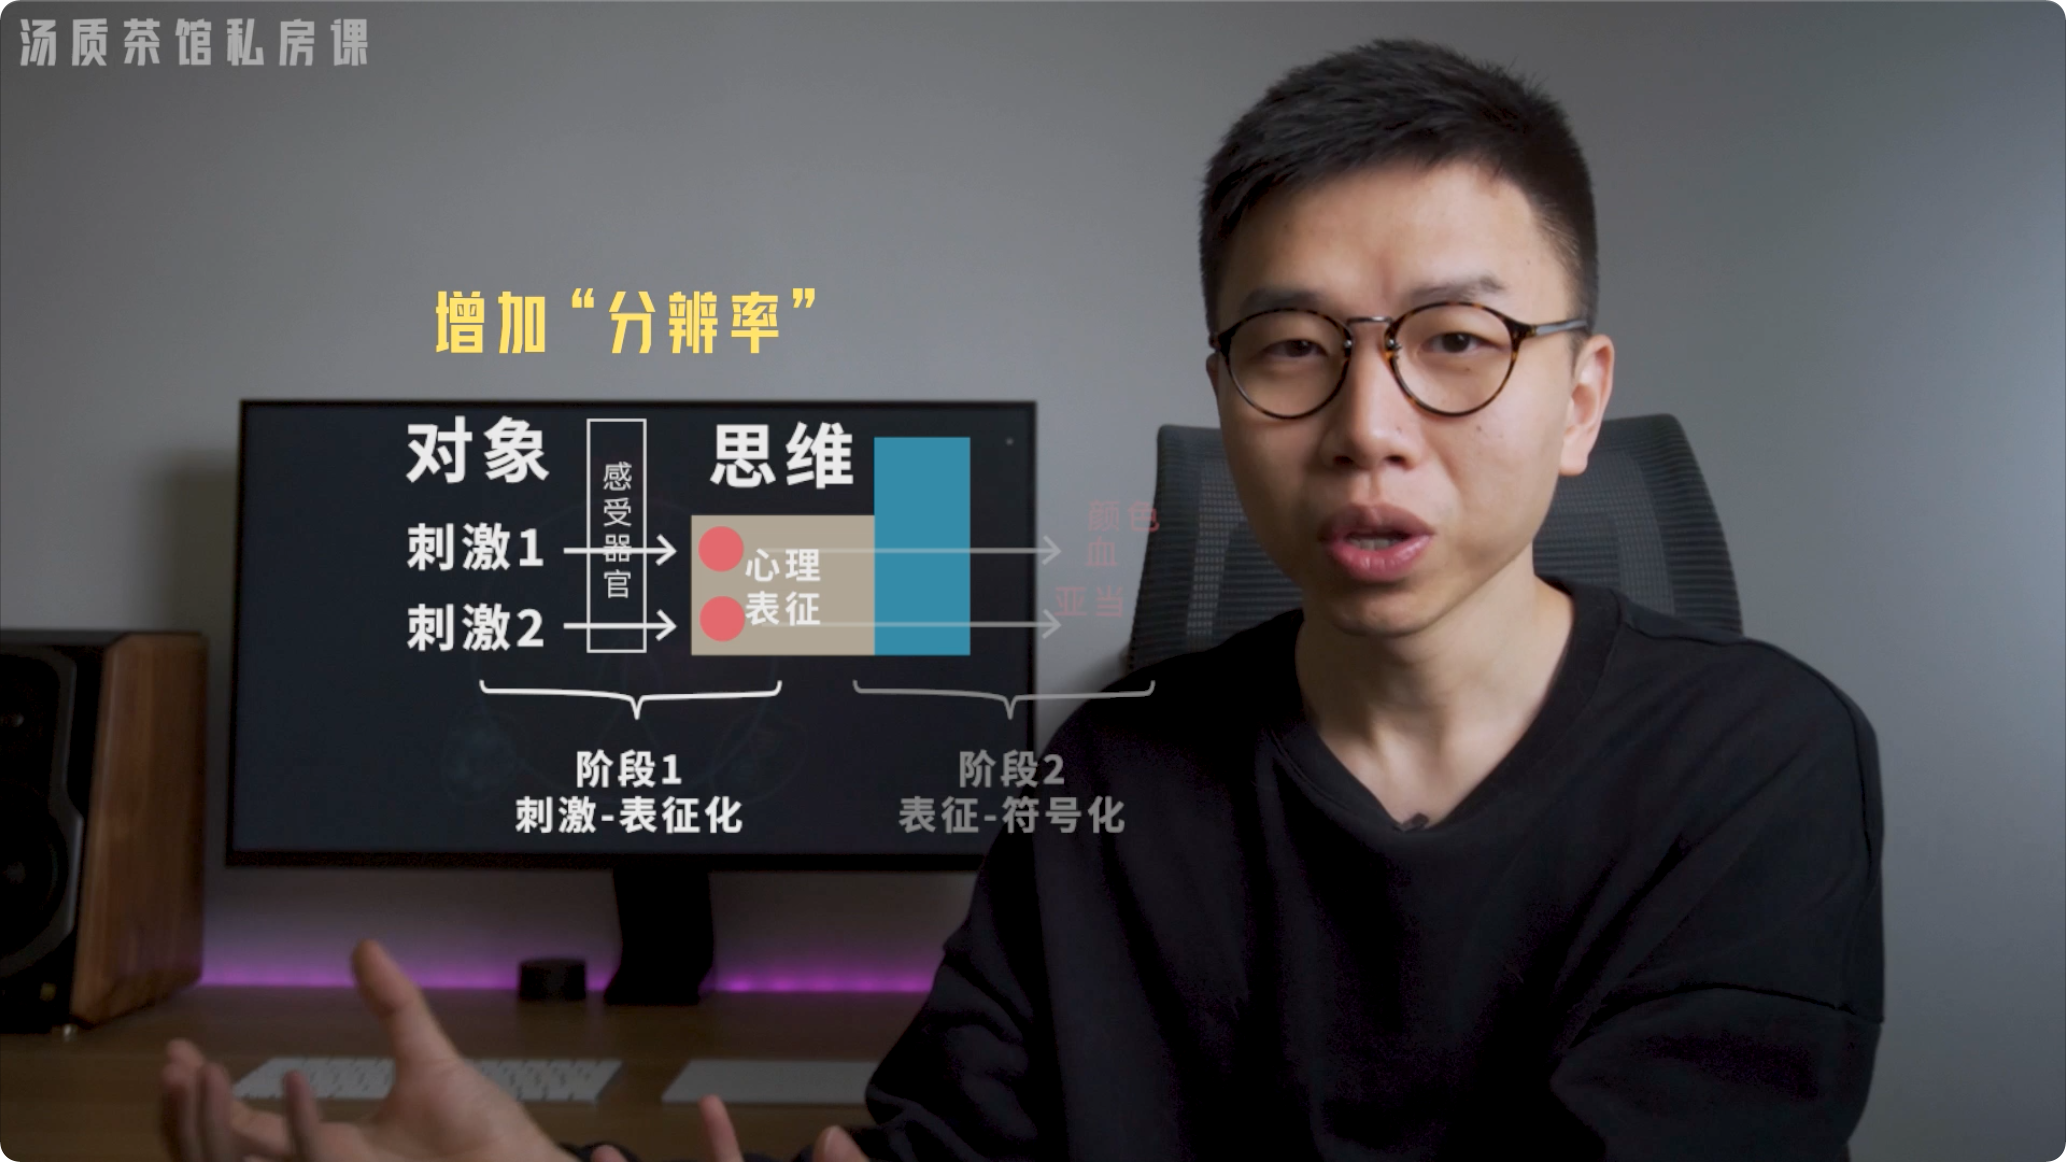 汤质茶馆私房课
增加“分辨率”
对象
感受器官
思维
刺激1
心理
表征
颜色
血
亚当
刺激2
阶段1
刺激-表征化
阶段2
表征-符号化